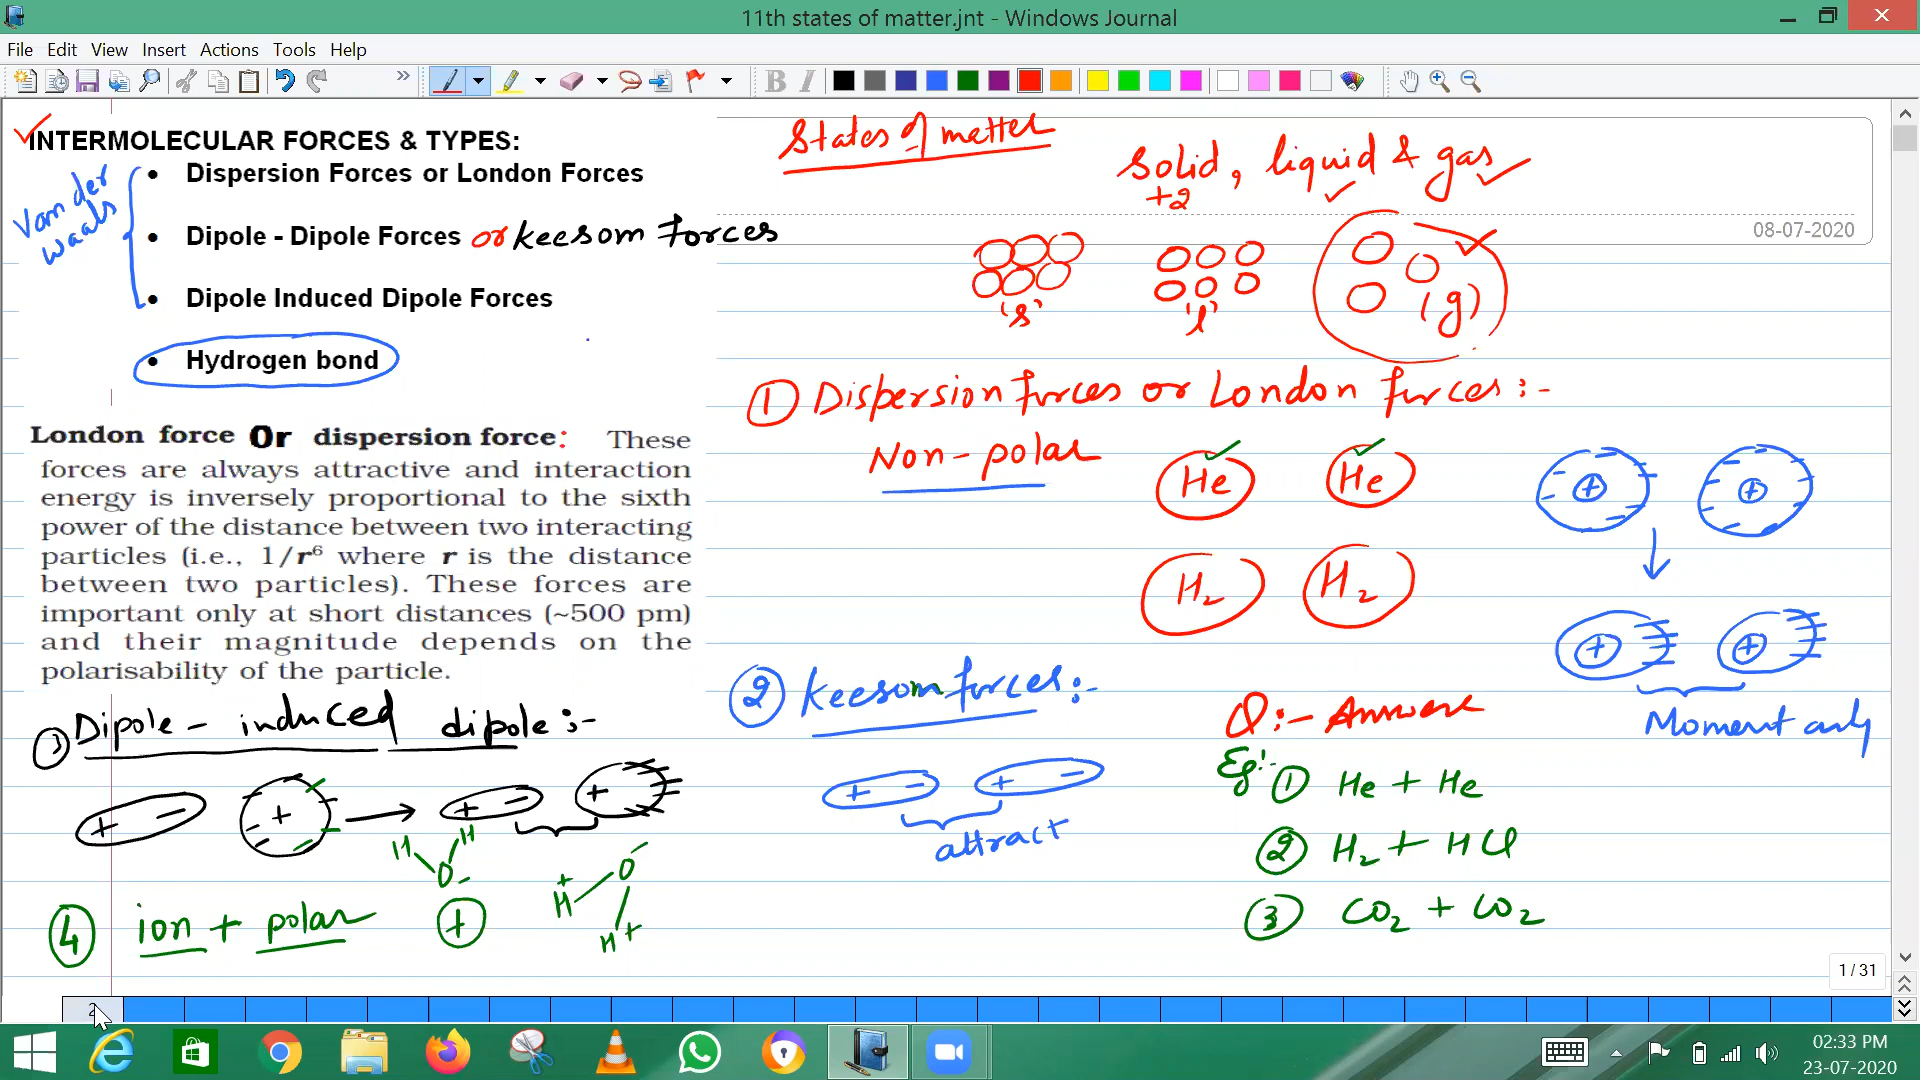 11th states of matter.jnt - Windows Journal
File Edit View Insert Actions Tools Help
INTERMOLECULAR FORCES & TYPES:
• Dispersion Forces or London Forces
• Dipole - Dipole Forces or keesom forces
• Dipole Induced Dipole Forces
• Hydrogen bond
Van der
waals
London force Or dispersion force: These
forces are always attractive and interaction
energy is inversely proportional to the sixth
power of the distance between two interacting
particles (i.e., 1/r⁶ where r is the distance
between two particles). These forces are
important only at short distances (~500 pm)
and their magnitude depends on the
polarisability of the particle.
③ Dipole - induced dipole :-
+ - + + - +
H H
O -
④ ion + polar +
O -
H + H +
States of matter
Solid, liquid & gas
+2
08-07-2020
's' 'l' (g)
① Dispersion forces or London forces :-
Non-polar
He He
H₂ H₂
+ +
+ +
Moment only
② keesom forces :-
+ - + -
attract
Q :- Answer
Eg:-
① He + He
② H₂ + HCl
③ CO₂ + CO₂
1 / 31
2
02:33 PM
23-07-2020